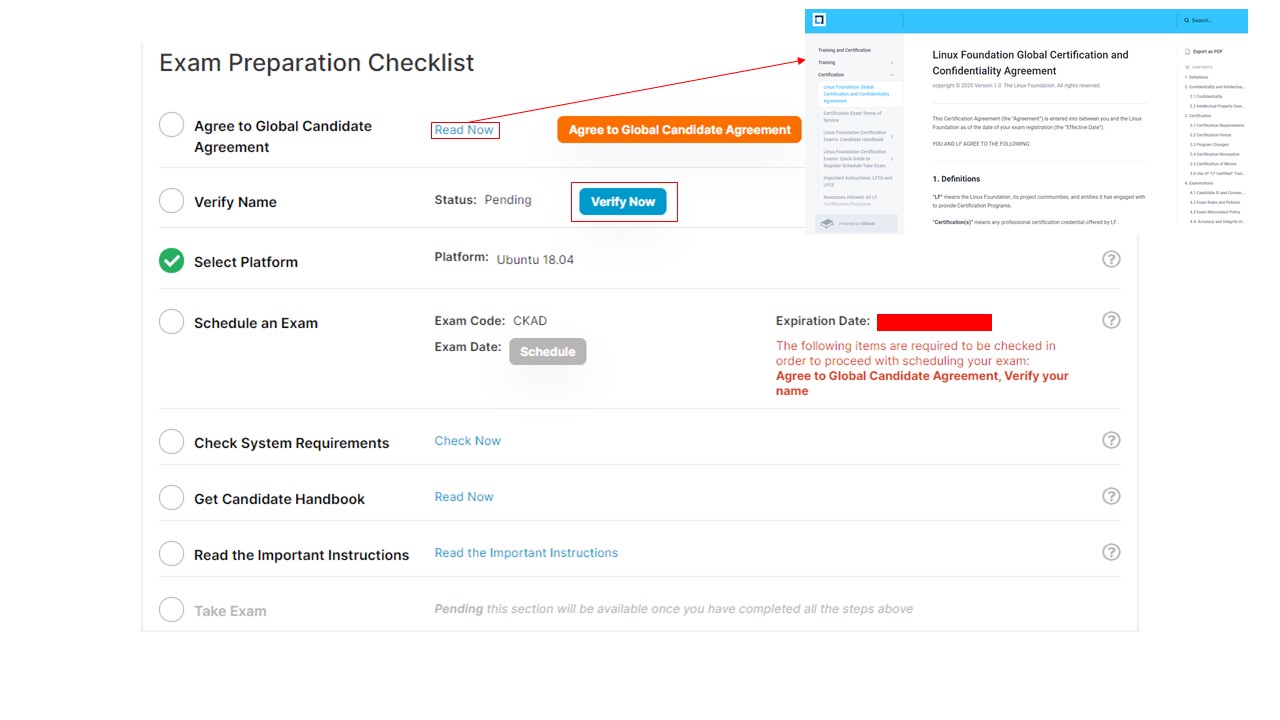 Exam Preparation Checklist
Agree to Global Candidate
Agreement
Read Now
Agree to Global Candidate Agreement
Verify Name
Status: Pending
Verify Now
Select Platform
Platform: Ubuntu 18.04
Schedule an Exam
Exam Code: CKAD
Exam Date: Schedule
Expiration Date:
The following items are required to be checked in
order to proceed with scheduling your exam:
Agree to Global Candidate Agreement, Verify your
name
Check System Requirements
Check Now
Get Candidate Handbook
Read Now
Read the Important Instructions
Read the Important Instructions
Take Exam
Pending this section will be available once you have completed all the steps above
Search...
Training and Certification
Training
Certification
Linux Foundation Global
Certification and Confidentiality
Agreement
Certification Exam Terms of
Service
Linux Foundation Certification
Exams: Candidate Handbook
Linux Foundation Certification
Exams: Quick Guide to
Register-Schedule-Take Exam
Important Instructions: LFCS and
LFCE
Resources Allowed: All LF
Certification Programs
Powered by GitBook
Linux Foundation Global Certification and
Confidentiality Agreement
copyright © 2020 Version 1.0. The Linux Foundation. All rights reserved.
This Certification Agreement (the "Agreement") is entered into between you and the Linux
Foundation as of the date of your exam registration (the "Effective Date").
YOU AND LF AGREE TO THE FOLLOWING:
1. Definitions
"LF" means the Linux Foundation, its project communities, and entities it has engaged with
to provide Certification Programs.
"Certification(s)" means any professional certification credential offered by LF .
Export as PDF
CONTENTS
1. Definitions
2. Confidentiality and Intellectua...
2.1 Confidentiality
2.2 Intellectual Property Own...
3. Certification
3.1 Certification Requirements
3.2 Certification Period
3.3 Program Changes
3.4 Certification Revocation
3.5 Certification of Minors
3.6 Use Of "LF Certified" Trad...
4. Examinations
4.1 Candidate ID and Consen...
4.2 Exam Rules and Policies
4.3 Exam Misconduct Policy
4.4. Accuracy and Integrity of...